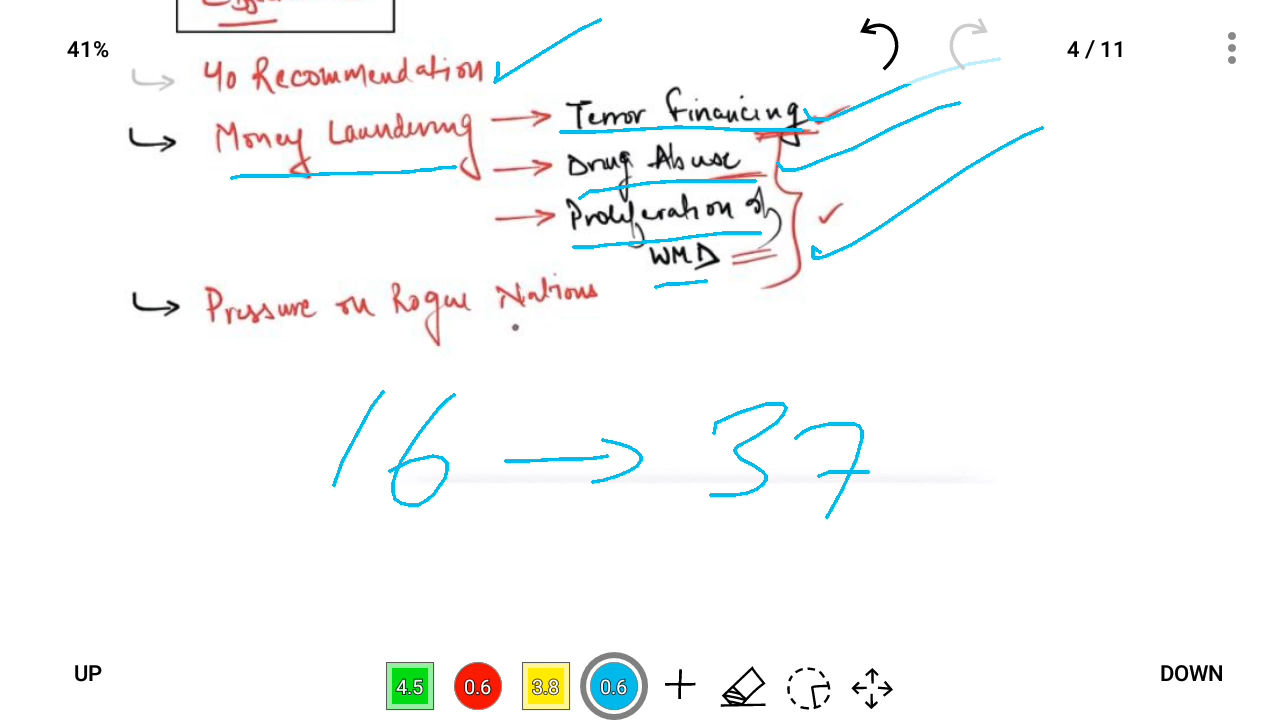 41%
4 / 11
40 Recommendation
Money Laundering → Terror Financing
→ Drug Abuse
→ Proliferation of
WMD
Pressure on Rogue Nations
16 → 37
UP
4.5 0.6 3.8 0.6
DOWN